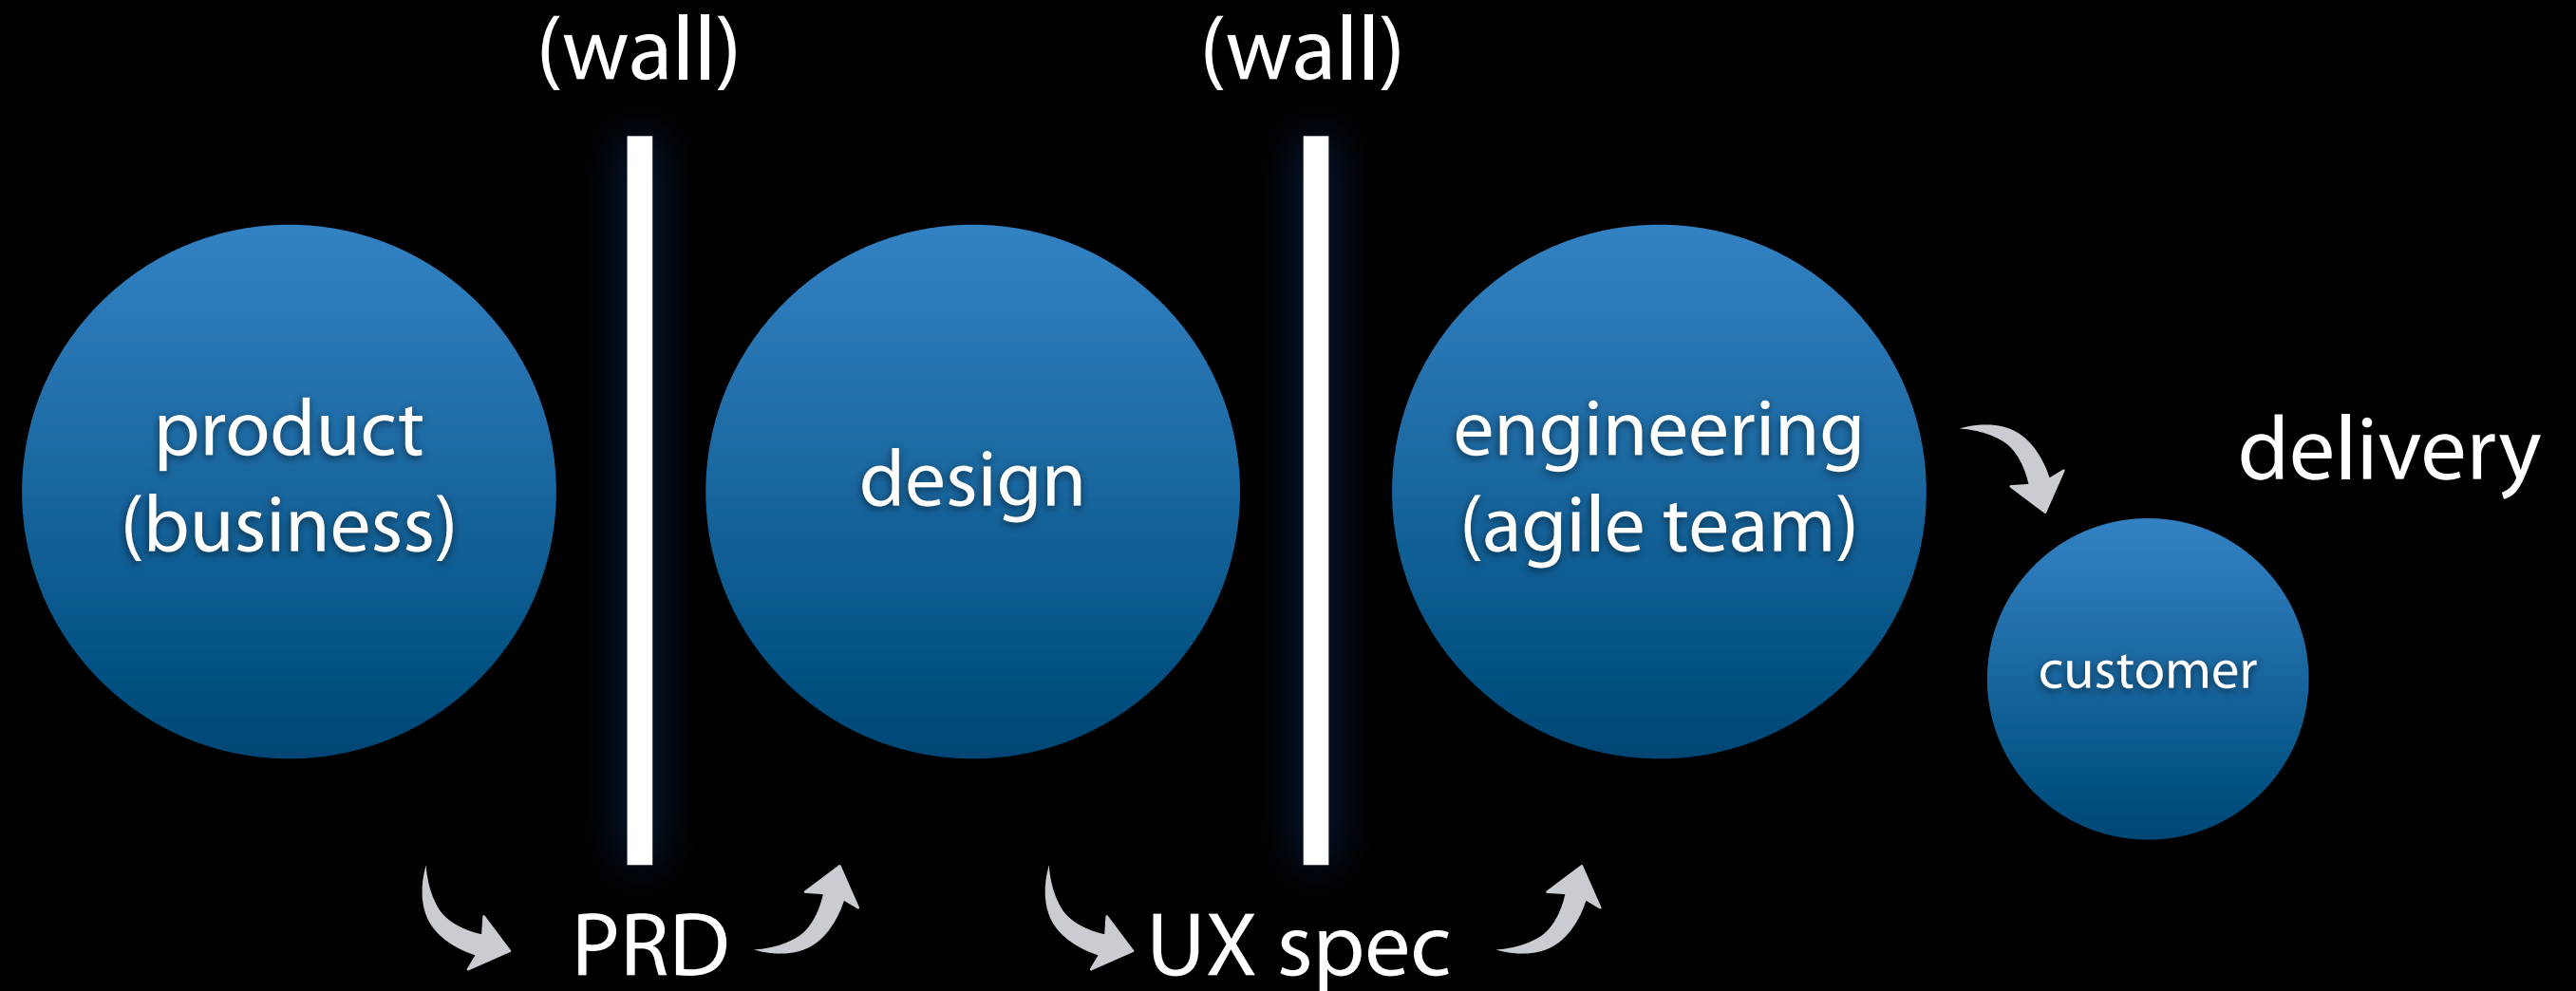 (wall)
(wall)
product
(business)
design
engineering
(agile team)
delivery
customer
PRD
UX spec